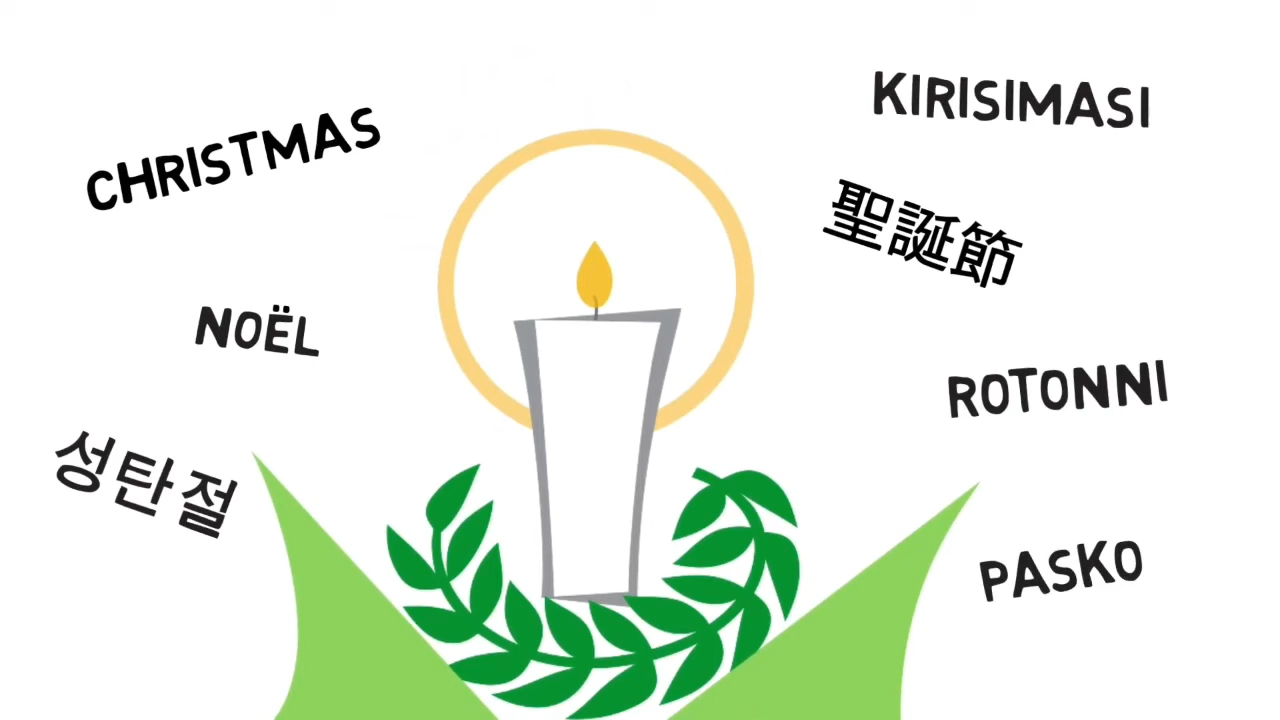 CHRISTMAS
KIRISIMASI
聖誕節
NOËL
ROTONNI
성탄절
PASKO